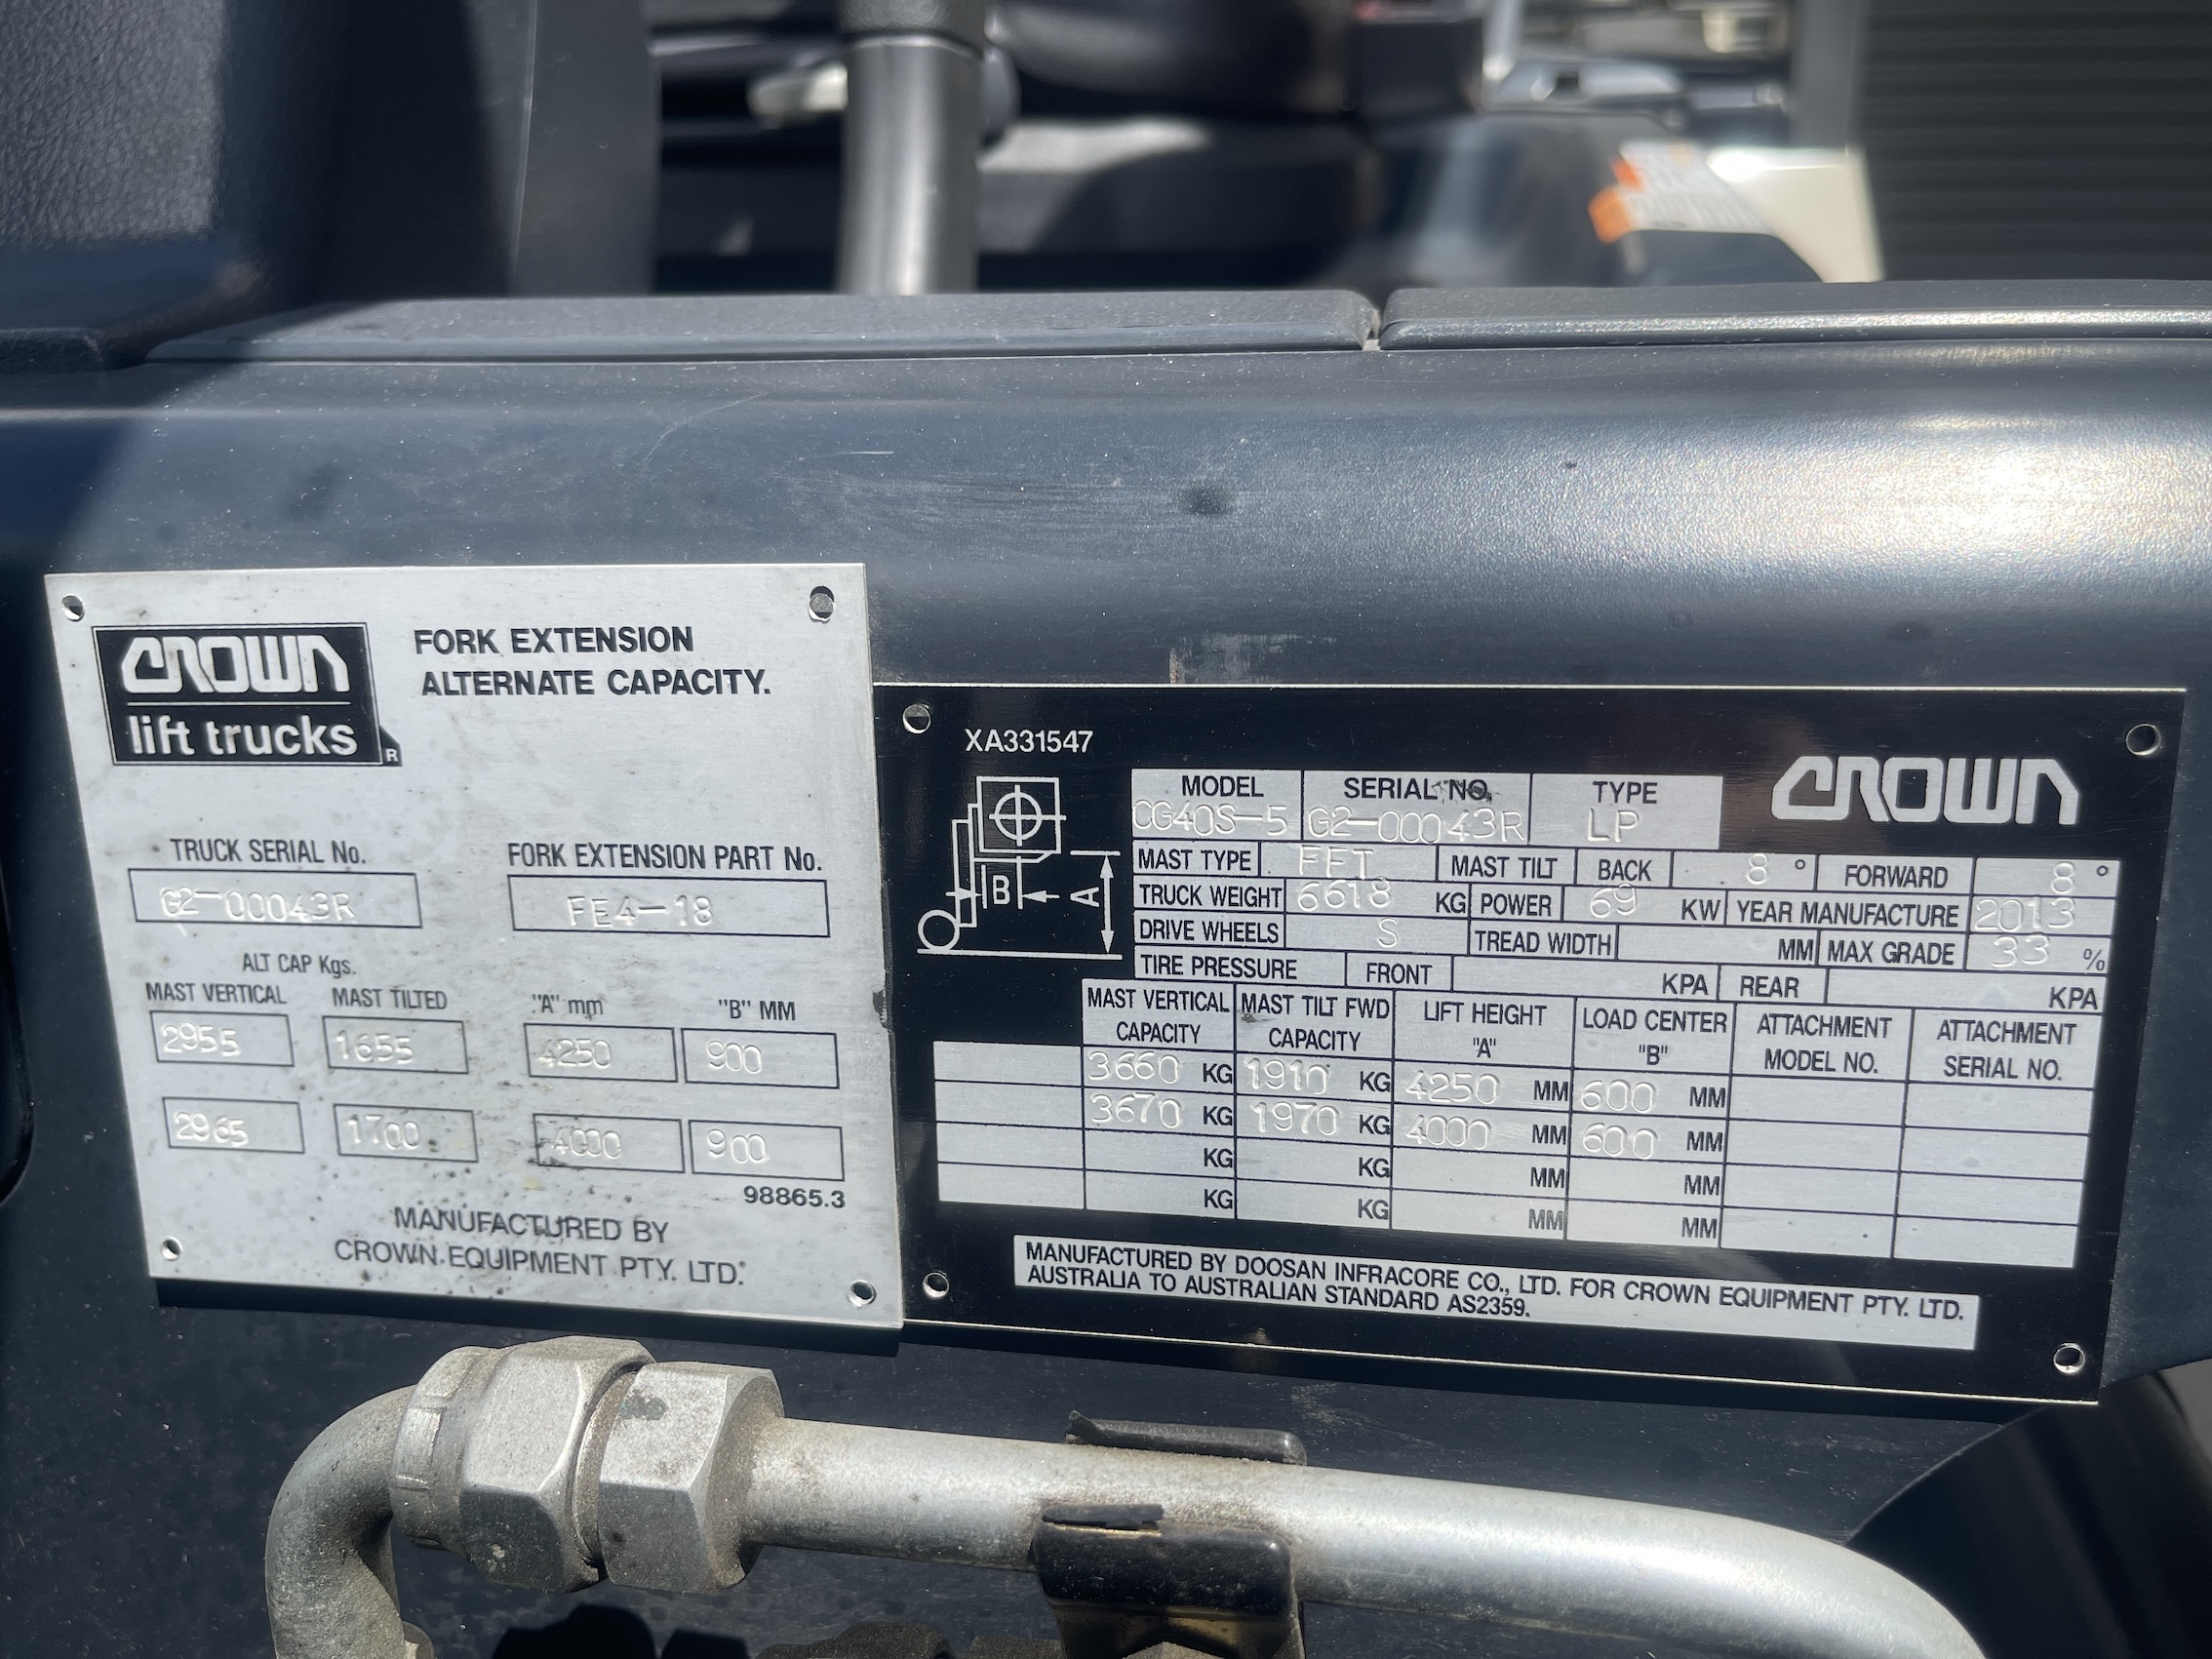 CROWN
lift trucks
R
FORK EXTENSION
ALTERNATE CAPACITY.
TRUCK SERIAL No. FORK EXTENSION PART No.
G2-00043R FE4-18
ALT CAP Kgs.
MAST VERTICAL MAST TILTED "A" mm "B" MM
2955 1655 4250 900
2965 1700 4000 900
98865.3
MANUFACTURED BY
CROWN EQUIPMENT PTY. LTD.
XA331547
B A
CROWN
MODEL SERIAL NO. TYPE
CG40S-5 G2-00043R LP
MAST TYPE FFT MAST TILT BACK 8 ° FORWARD 8 °
TRUCK WEIGHT 6618 KG POWER 69 KW YEAR MANUFACTURE 2013
DRIVE WHEELS S TREAD WIDTH MM MAX GRADE 33 %
TIRE PRESSURE FRONT KPA REAR KPA
MAST VERTICAL MAST TILT FWD LIFT HEIGHT LOAD CENTER ATTACHMENT ATTACHMENT
CAPACITY CAPACITY "A" "B" MODEL NO. SERIAL NO.
3660 KG 1910 KG 4250 MM 600 MM
3670 KG 1970 KG 4000 MM 600 MM
KG KG MM MM
KG KG MM MM
MANUFACTURED BY DOOSAN INFRACORE CO., LTD. FOR CROWN EQUIPMENT PTY. LTD.
AUSTRALIA TO AUSTRALIAN STANDARD AS2359.